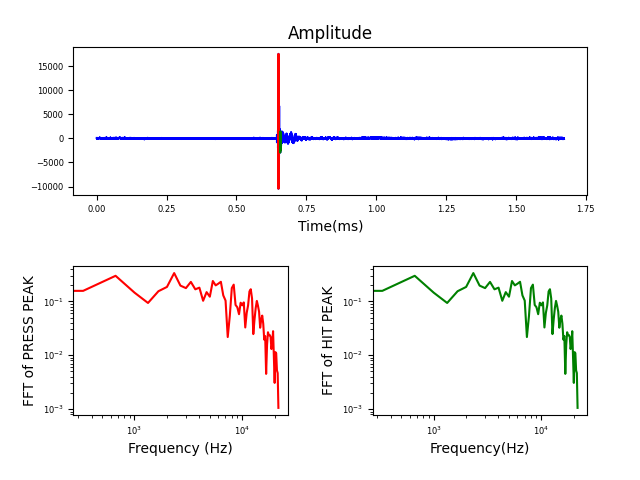 Amplitude
15000
10000
5000
0
−5000
−10000
0.00 0.25 0.50 0.75 1.00 1.25 1.50 1.75
Time(ms)
FFT of PRESS PEAK
10⁻¹
10⁻²
10⁻³
10³ 10⁴
Frequency (Hz)
FFT of HIT PEAK
10⁻¹
10⁻²
10⁻³
10³ 10⁴
Frequency(Hz)